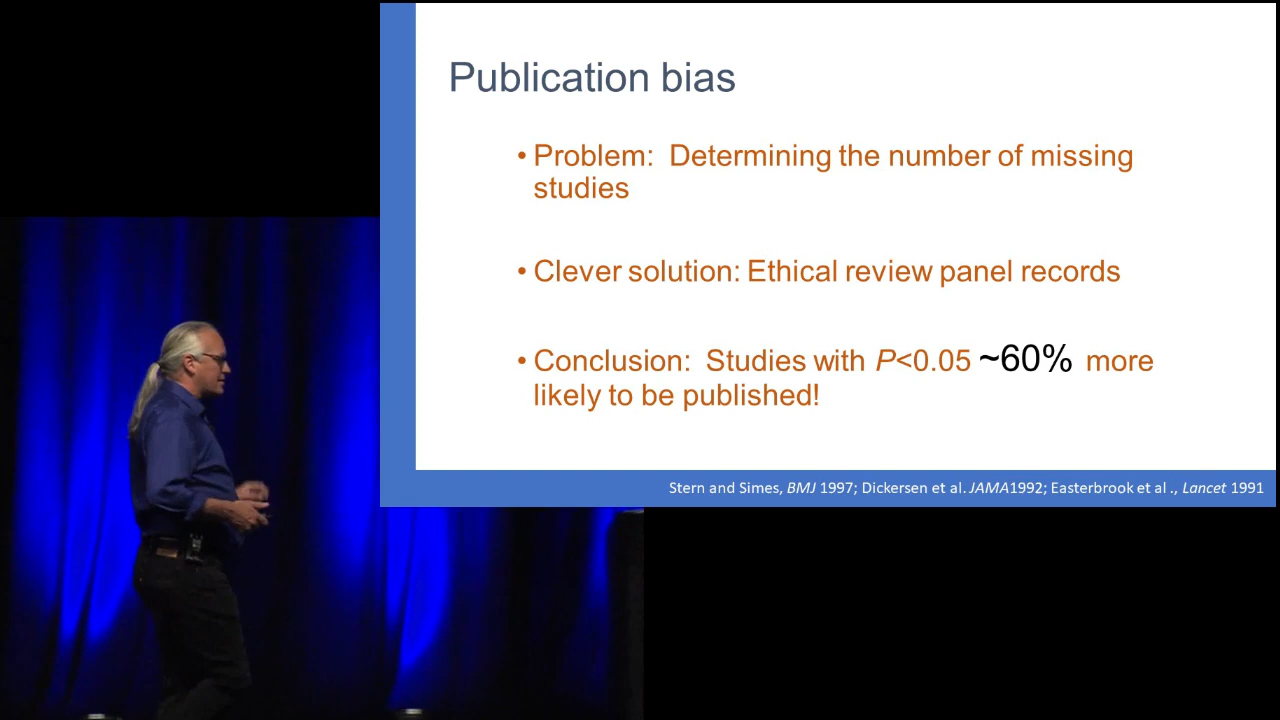 Publication bias
• Problem:  Determining the number of missing
studies
• Clever solution: Ethical review panel records
• Conclusion:  Studies with P<0.05 ~60%  more
likely to be published!
Stern and Simes, BMJ 1997; Dickersen et al. JAMA1992; Easterbrook et al ., Lancet 1991